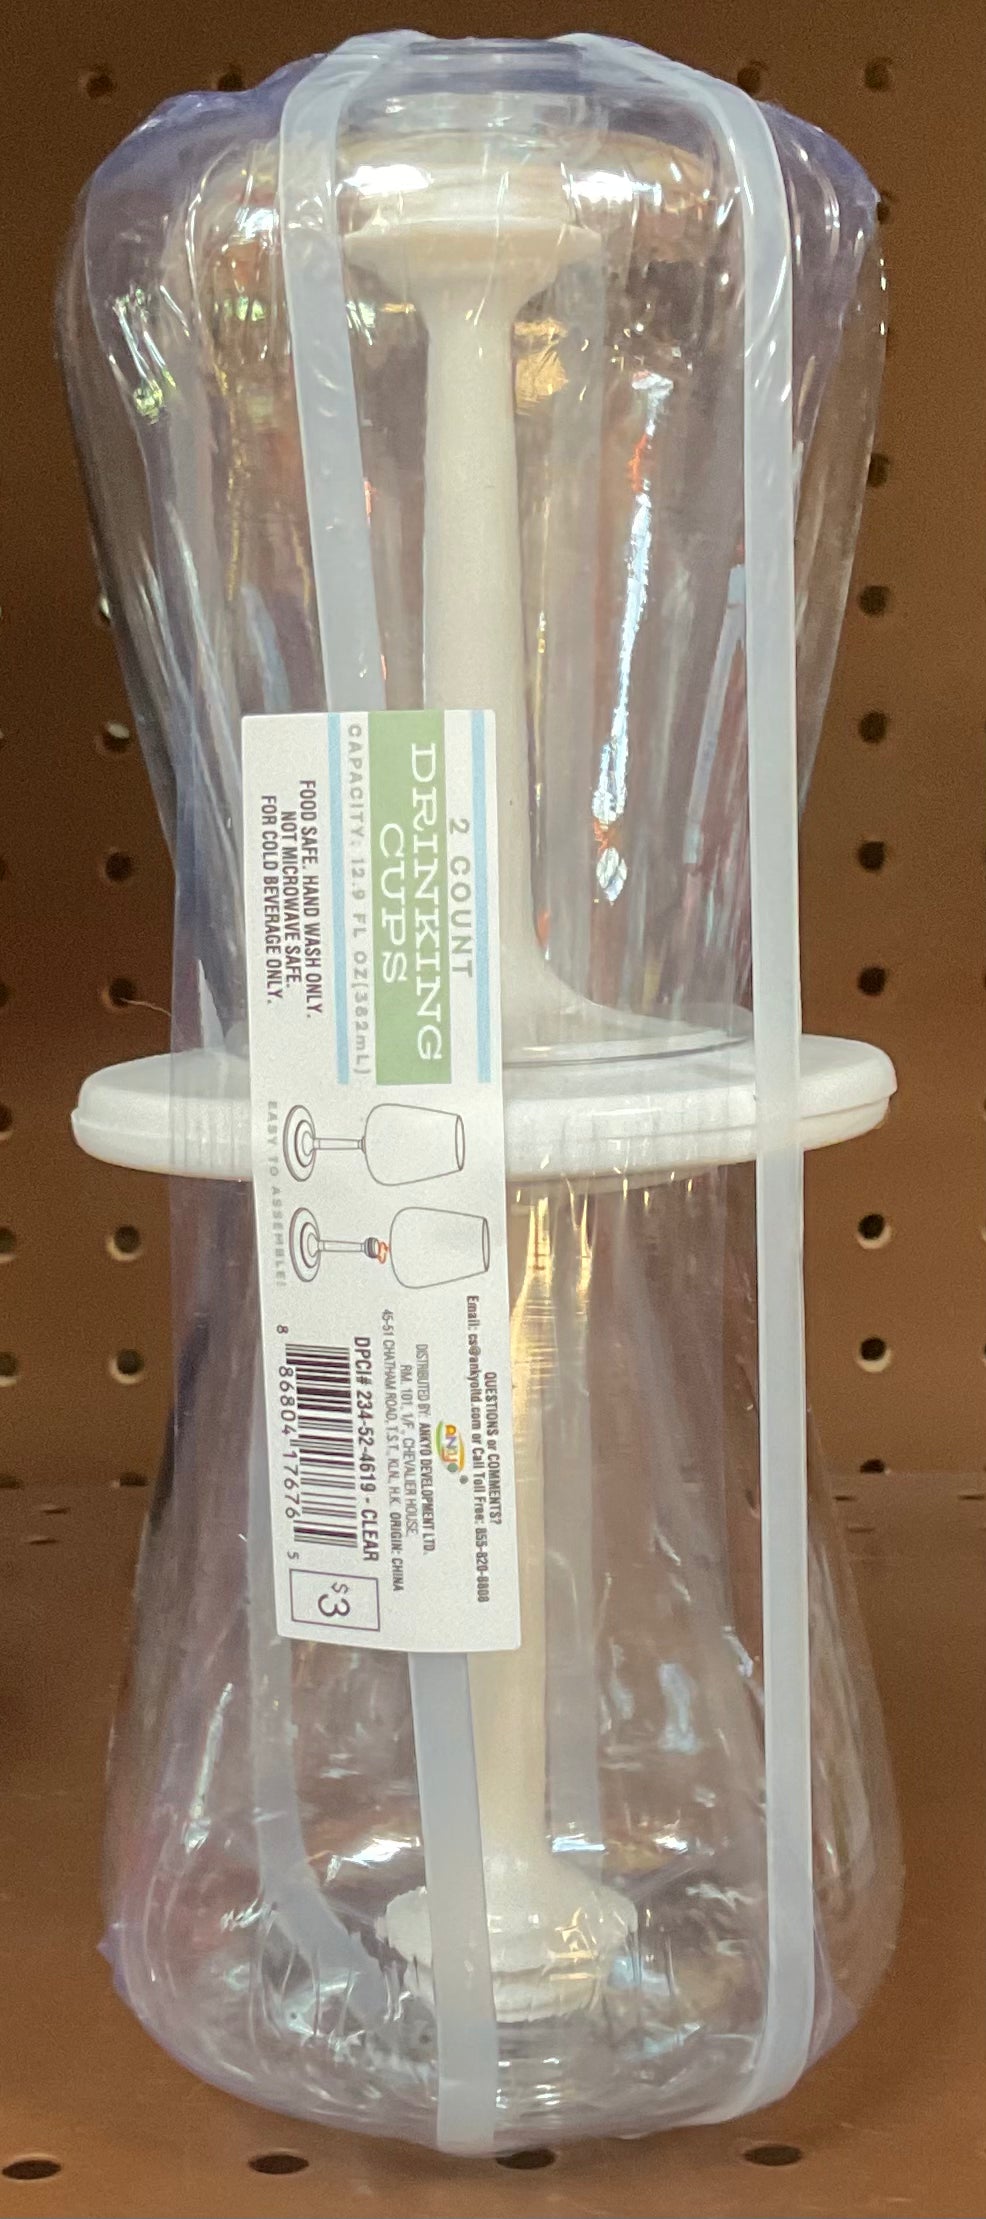 2 COUNT
DRINKING
CUPS
CAPACITY: 12.9 FL OZ(382mL)
FOOD SAFE. HAND WASH ONLY.
NOT MICROWAVE SAFE.
FOR COLD BEVERAGE ONLY.
EASY TO ASSEMBLE!
QUESTIONS or COMMENTS?
Email: cs@ankyoltd.com or Call Toll Free: 855-820-8808
ANKYO®
DISTRIBUTED BY: ANKYO DEVELOPMENT LTD.
RM. 101, 1/F., CHEVALIER HOUSE,
45-51 CHATHAM ROAD, T.S.T., KLN., H.K. ORIGIN: CHINA
DPCI# 234-52-4619 - CLEAR
8 86804 17676 5
$3